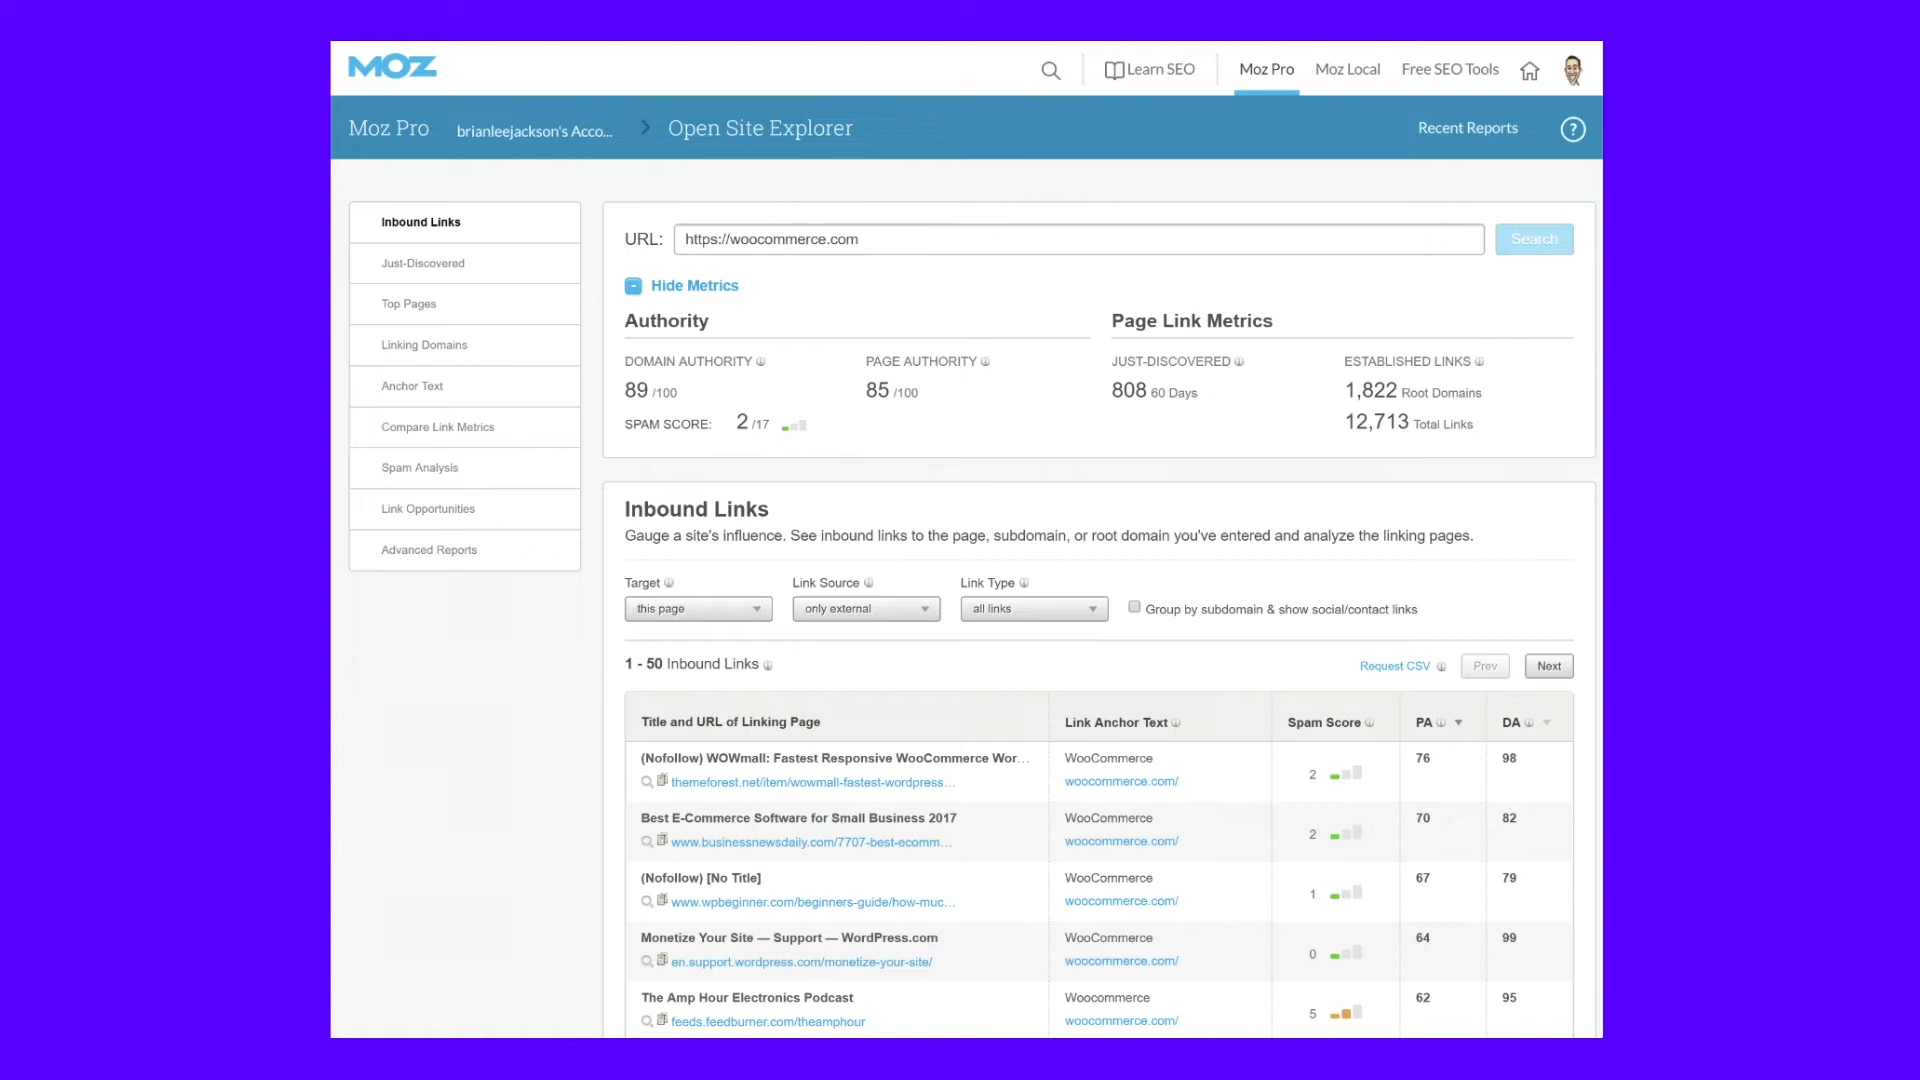 MOZ
Learn SEO
Moz Pro
Moz Local
Free SEO Tools
Moz Pro
brianleejackson's Acco...
Open Site Explorer
Recent Reports
?
Inbound Links
Just-Discovered
Top Pages
Linking Domains
Anchor Text
Compare Link Metrics
Spam Analysis
Link Opportunities
Advanced Reports
URL: https://woocommerce.com
Search
Hide Metrics
Authority
DOMAIN AUTHORITY
89 /100
PAGE AUTHORITY
85 /100
SPAM SCORE: 2 /17
Page Link Metrics
JUST-DISCOVERED
808 60 Days
ESTABLISHED LINKS
1,822 Root Domains
12,713 Total Links
Inbound Links
Gauge a site's influence. See inbound links to the page, subdomain, or root domain you've entered and analyze the linking pages.
Target
this page
Link Source
only external
Link Type
all links
Group by subdomain & show social/contact links
1 - 50 Inbound Links
Request CSV
Prev
Next
Title and URL of Linking Page
Link Anchor Text
Spam Score
PA
DA
(Nofollow) WOWmall: Fastest Responsive WooCommerce Wor...
themeforest.net/item/wowmall-fastest-wordpress...
WooCommerce
woocommerce.com/
2
76
98
Best E-Commerce Software for Small Business 2017
www.businessnewsdaily.com/7707-best-ecomm...
WooCommerce
woocommerce.com/
2
70
82
(Nofollow) [No Title]
www.wpbeginner.com/beginners-guide/how-muc...
WooCommerce
woocommerce.com/
1
67
79
Monetize Your Site — Support — WordPress.com
en.support.wordpress.com/monetize-your-site/
WooCommerce
woocommerce.com/
0
64
99
The Amp Hour Electronics Podcast
feeds.feedburner.com/theamphour
Woocommerce
woocommerce.com/
5
62
95